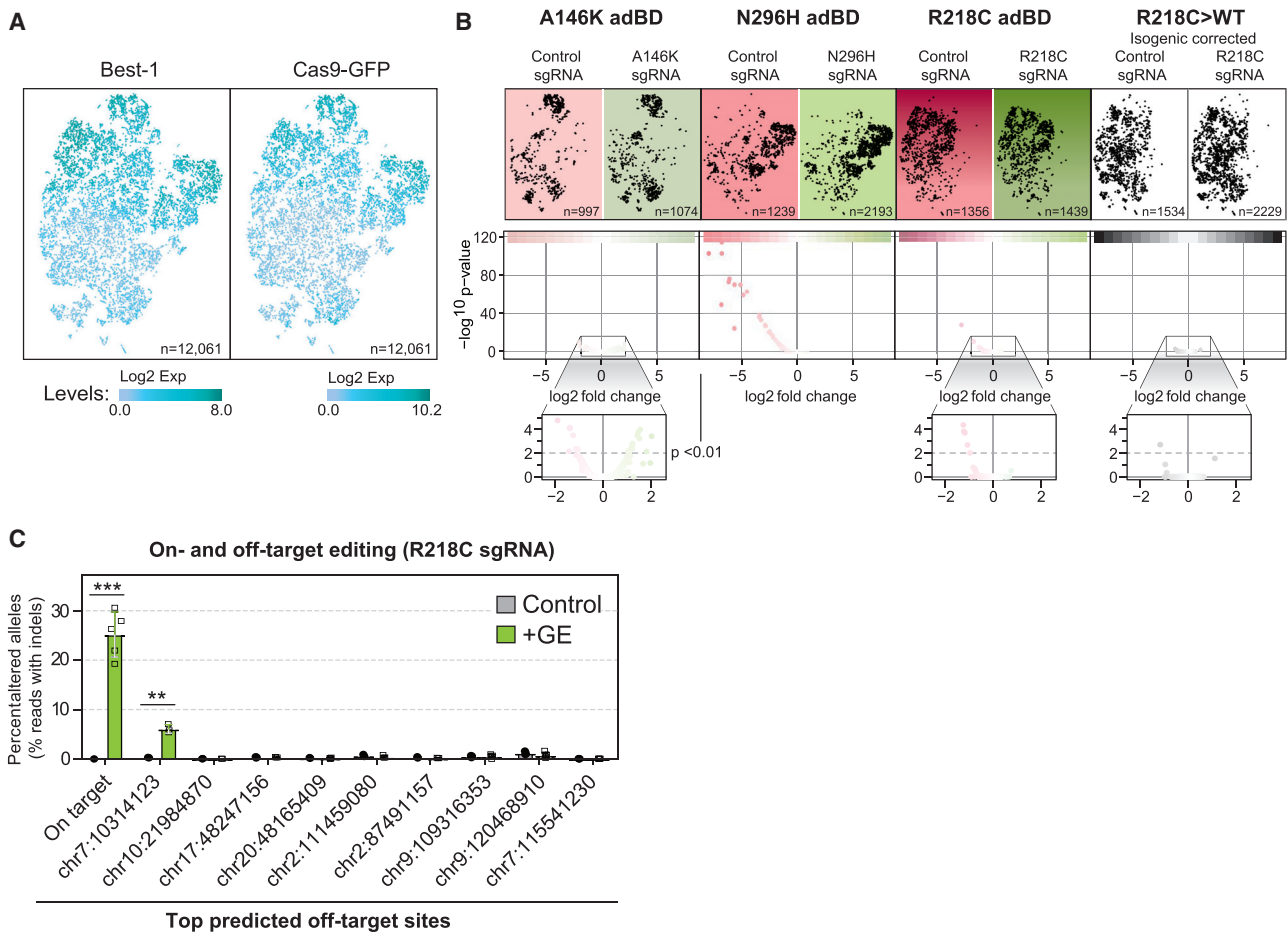 A
Best-1
Cas9-GFP
n=12,061
n=12,061
Levels:
Log2 Exp
0.0
8.0
Log2 Exp
0.0
10.2
B
A146K adBD
N296H adBD
R218C adBD
R218C>WT
Isogenic corrected
Control sgRNA
A146K sgRNA
Control sgRNA
N296H sgRNA
Control sgRNA
R218C sgRNA
Control sgRNA
R218C sgRNA
n=997
n=1074
n=1239
n=2193
n=1356
n=1439
n=1534
n=2229
−log10 p-value
120
80
40
0
−5 0 5
−5 0 5
−5 0 5
−5 0 5
log2 fold change
log2 fold change
log2 fold change
log2 fold change
4
2
0
−2 0 2
p <0.01
4
2
0
−2 0 2
4
2
0
−2 0 2
C
On- and off-target editing (R218C sgRNA)
Percentaltered alleles
(% reads with indels)
30
20
10
0
***
**
Control
+GE
On target
chr7:10314123
chr10:21984870
chr17:48247156
chr20:48165409
chr2:111459080
chr2:87491157
chr9:109316353
chr9:120468910
chr7:115541230
Top predicted off-target sites